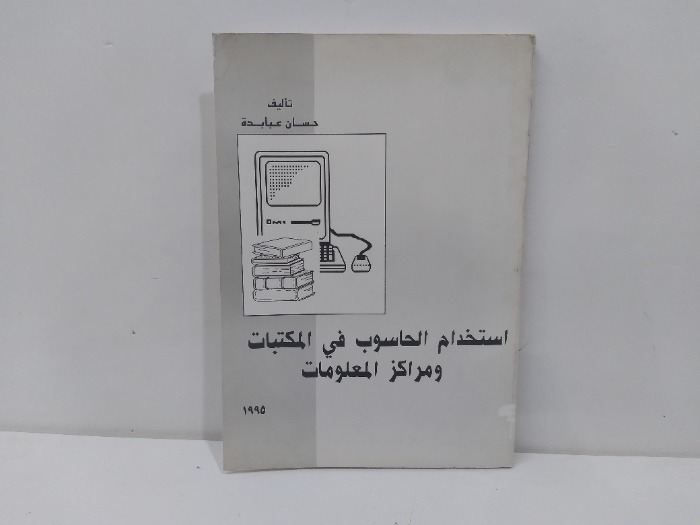 تأليف
حسان عبابدة
استخدام الحاسوب في المكتبات
ومراكز المعلومات
١٩٩٥